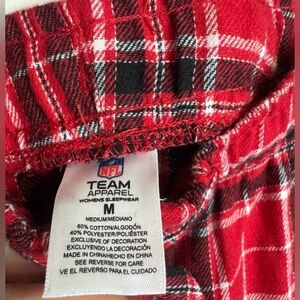 NFL
TEAM
APPAREL
WOMENS SLEEPWEAR
M
MEDIUM/MEDIANO
60% COTTON/ALGODÓN
40% POLYESTER/POLIÉSTER
EXCLUSIVE OF DECORATION
EXCLUYENDO LA DECORACIÓN
MADE IN CHINA/HECHO EN CHINA
SEE REVERSE FOR CARE
VE EL REVERSO PARA EL CUIDADO